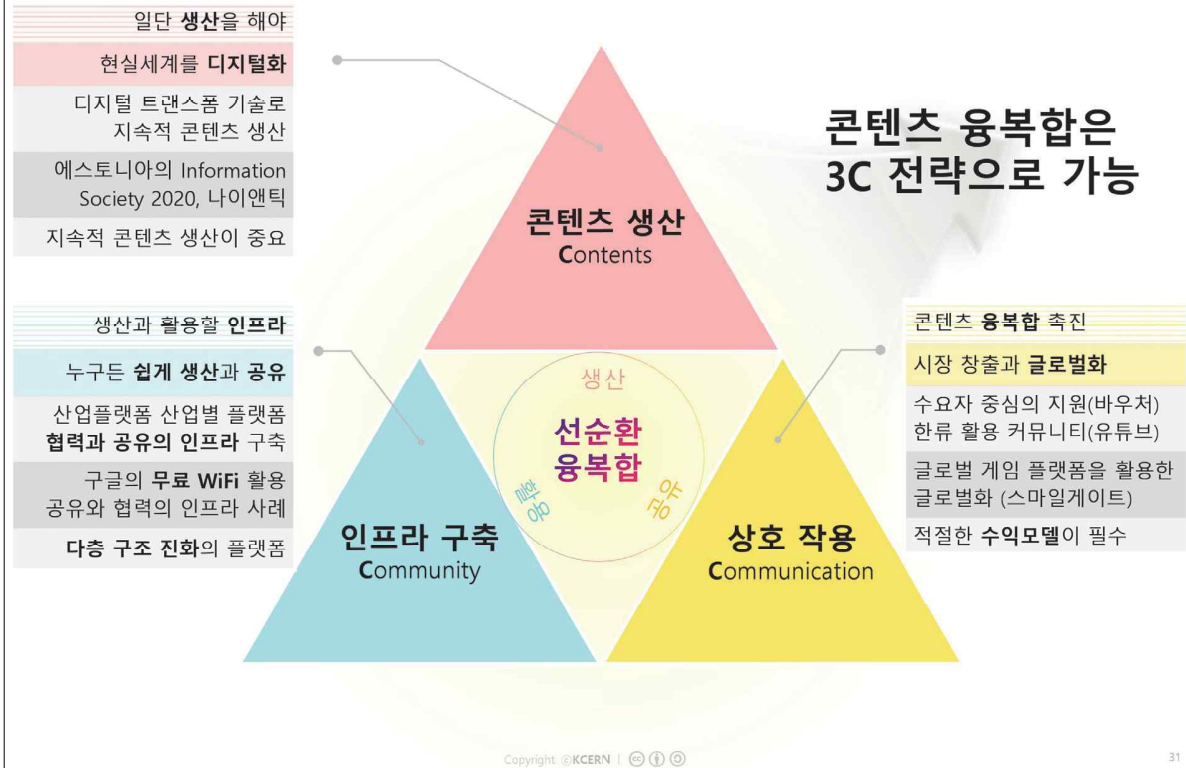 일단 생산을 해야
현실세계를 디지털화
디지털 트랜스폼 기술로
지속적 콘텐츠 생산
에스토니아의 Information
Society 2020, 나이앤틱
지속적 콘텐츠 생산이 중요
콘텐츠 융복합은
3C 전략으로 가능
콘텐츠 생산
Contents
생산과 활용할 인프라
누구든 쉽게 생산과 공유
산업플랫폼 산업별 플랫폼
협력과 공유의 인프라 구축
구글의 무료 WiFi 활용
공유와 협력의 인프라 사례
다층 구조 진화의 플랫폼
생산
선순환
융복합
활용
공유
인프라 구축
Community
상호 작용
Communication
콘텐츠 융복합 촉진
시장 창출과 글로벌화
수요자 중심의 지원(바우처)
한류 활용 커뮤니티(유튜브)
글로벌 게임 플랫폼을 활용한
글로벌화 (스마일게이트)
적절한 수익모델이 필수
Copyright ©KCERN |
31